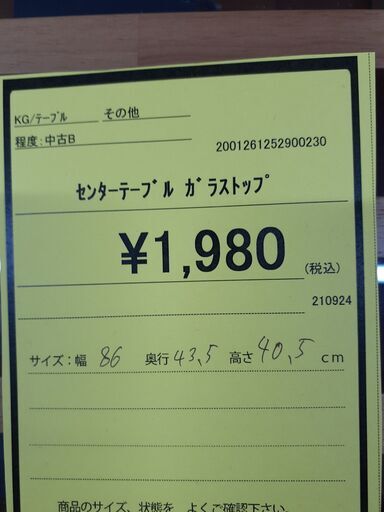 KG/テーブル その他
程度:中古B
2001261252900230
センターテーブル ガラストップ
¥1,980 (税込)
210924
サイズ:幅 86 奥行 43,5 高さ 40,5 cm
商品のサイズ、状態を よくご確認下さい。